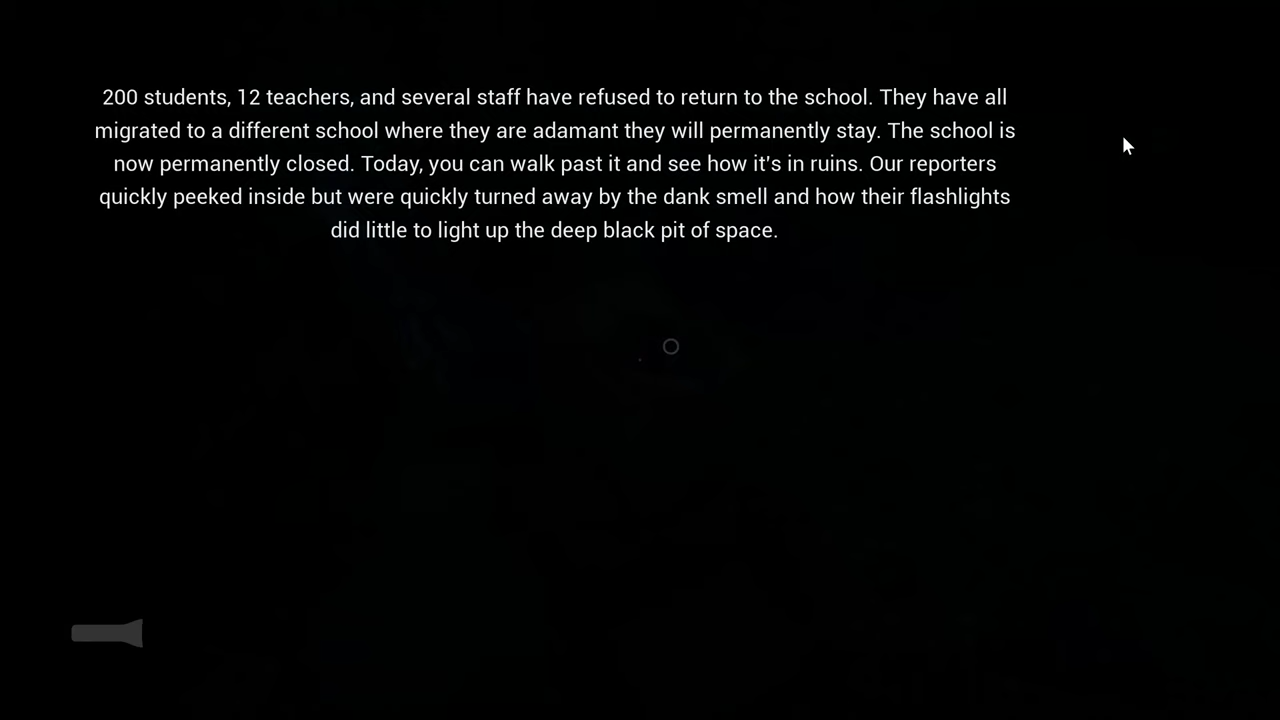 200 students, 12 teachers, and several staff have refused to return to the school. They have all
migrated to a different school where they are adamant they will permanently stay. The school is
now permanently closed. Today, you can walk past it and see how it's in ruins. Our reporters
quickly peeked inside but were quickly turned away by the dank smell and how their flashlights
did little to light up the deep black pit of space.